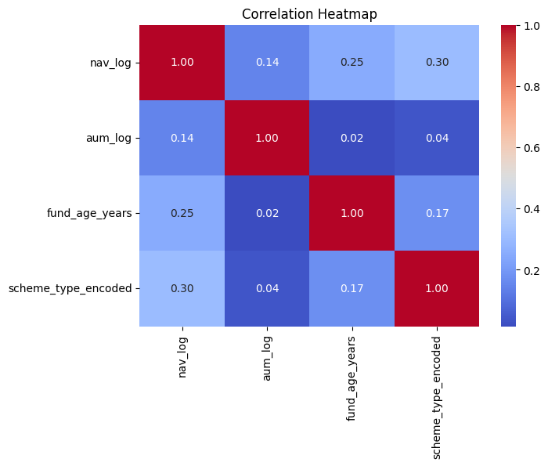 Correlation Heatmap
nav_log 1.00 0.14 0.25 0.30
aum_log 0.14 1.00 0.02 0.04
fund_age_years 0.25 0.02 1.00 0.17
scheme_type_encoded 0.30 0.04 0.17 1.00
nav_log
aum_log
fund_age_years
scheme_type_encoded
1.0
0.8
0.6
0.4
0.2